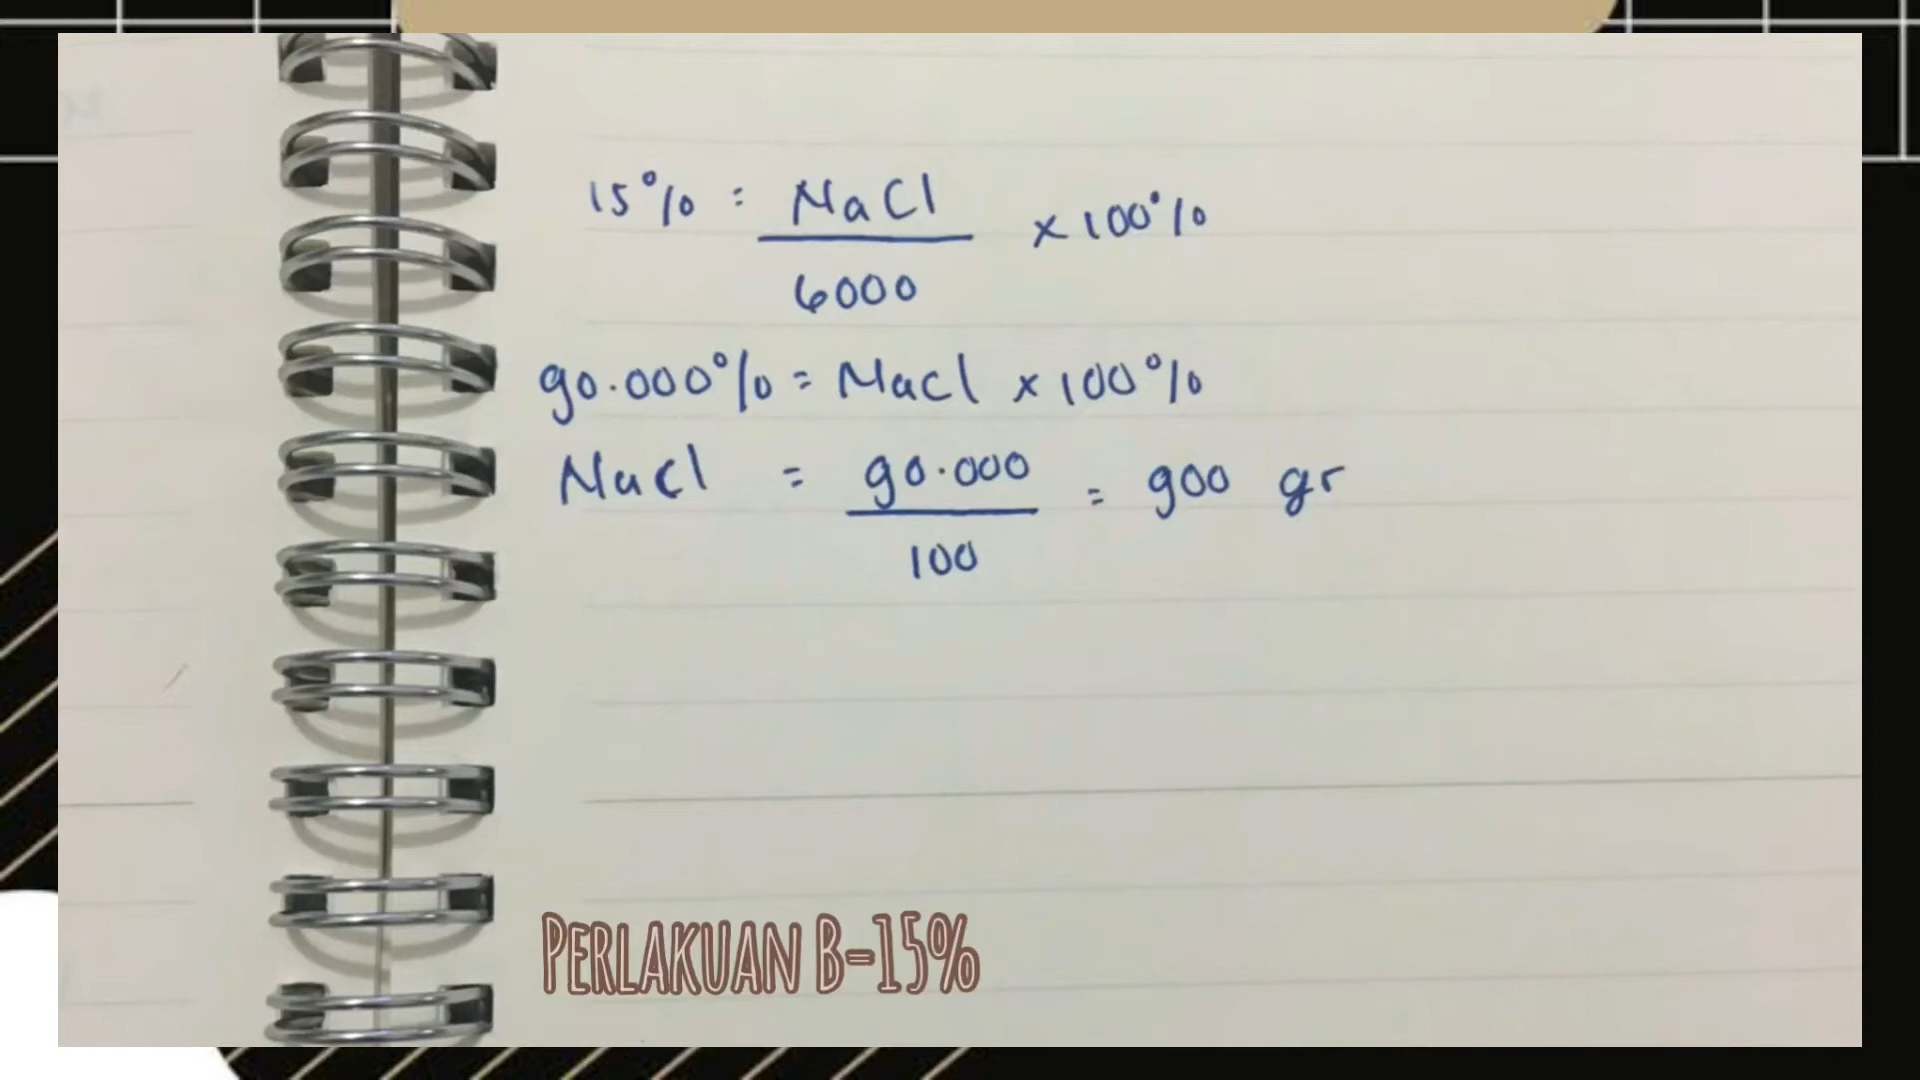 15% = NaCl / 6000 x 100%
90.000% = NaCl x 100%
NaCl = 90.000 / 100 = 900 gr
PERLAKUAN B=15%